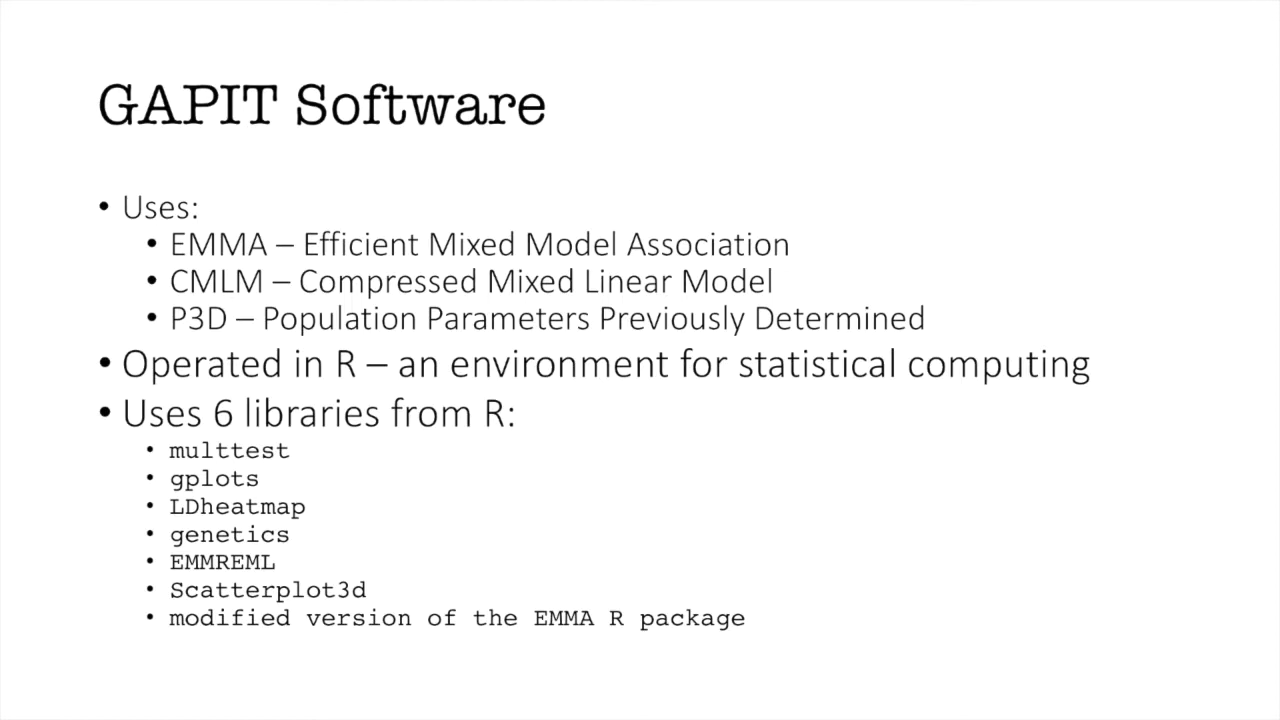 GAPIT Software
• Uses:
• EMMA – Efficient Mixed Model Association
• CMLM – Compressed Mixed Linear Model
• P3D – Population Parameters Previously Determined
• Operated in R – an environment for statistical computing
• Uses 6 libraries from R:
• multtest
• gplots
• LDheatmap
• genetics
• EMMREML
• Scatterplot3d
• modified version of the EMMA R package